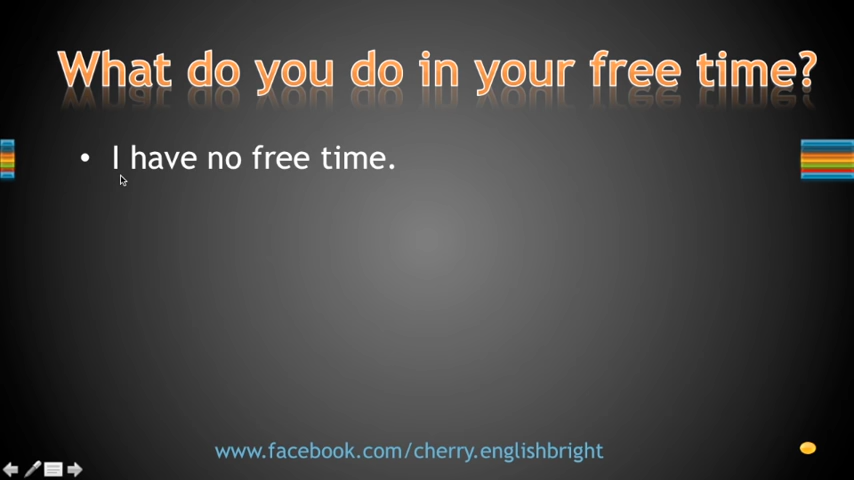 What do you do in your free time?
• I have no free time.
www.facebook.com/cherry.englishbright